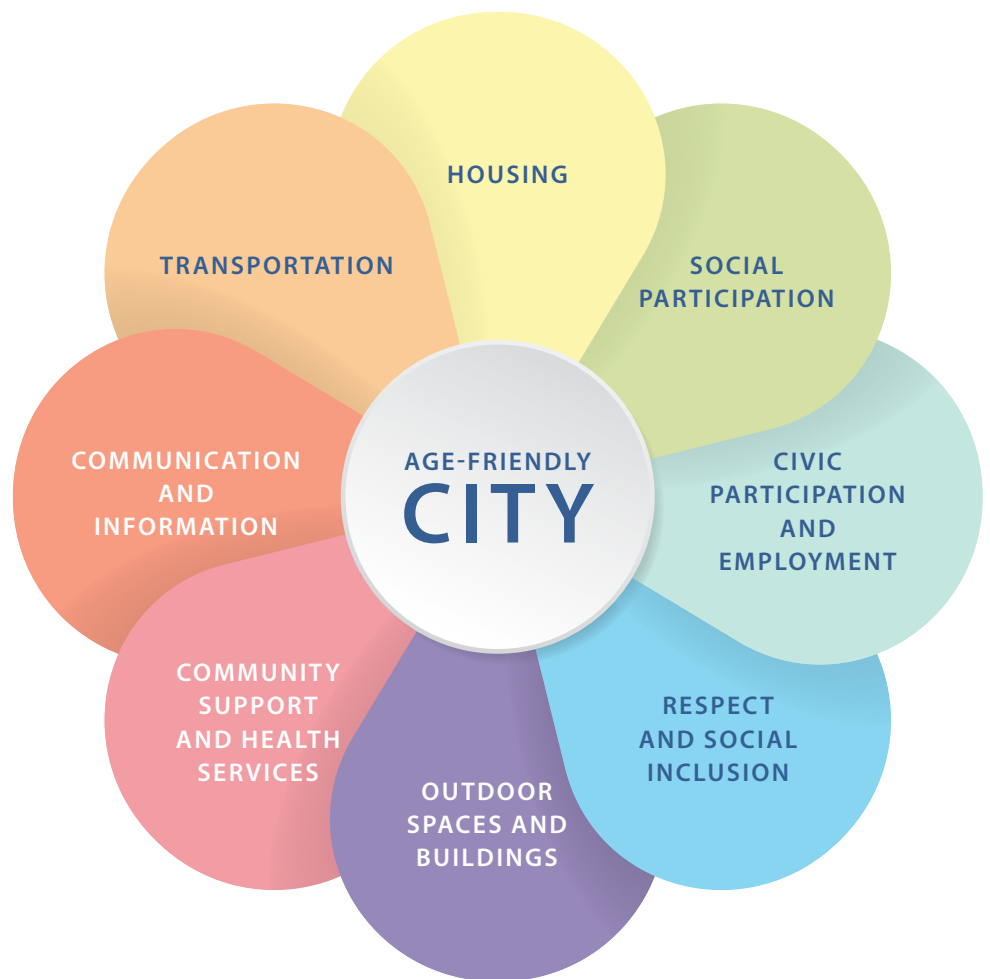 HOUSING
SOCIAL
PARTICIPATION
CIVIC
PARTICIPATION
AND
EMPLOYMENT
RESPECT
AND SOCIAL
INCLUSION
OUTDOOR
SPACES AND
BUILDINGS
COMMUNITY
SUPPORT
AND HEALTH
SERVICES
COMMUNICATION
AND
INFORMATION
TRANSPORTATION
AGE-FRIENDLY
CITY